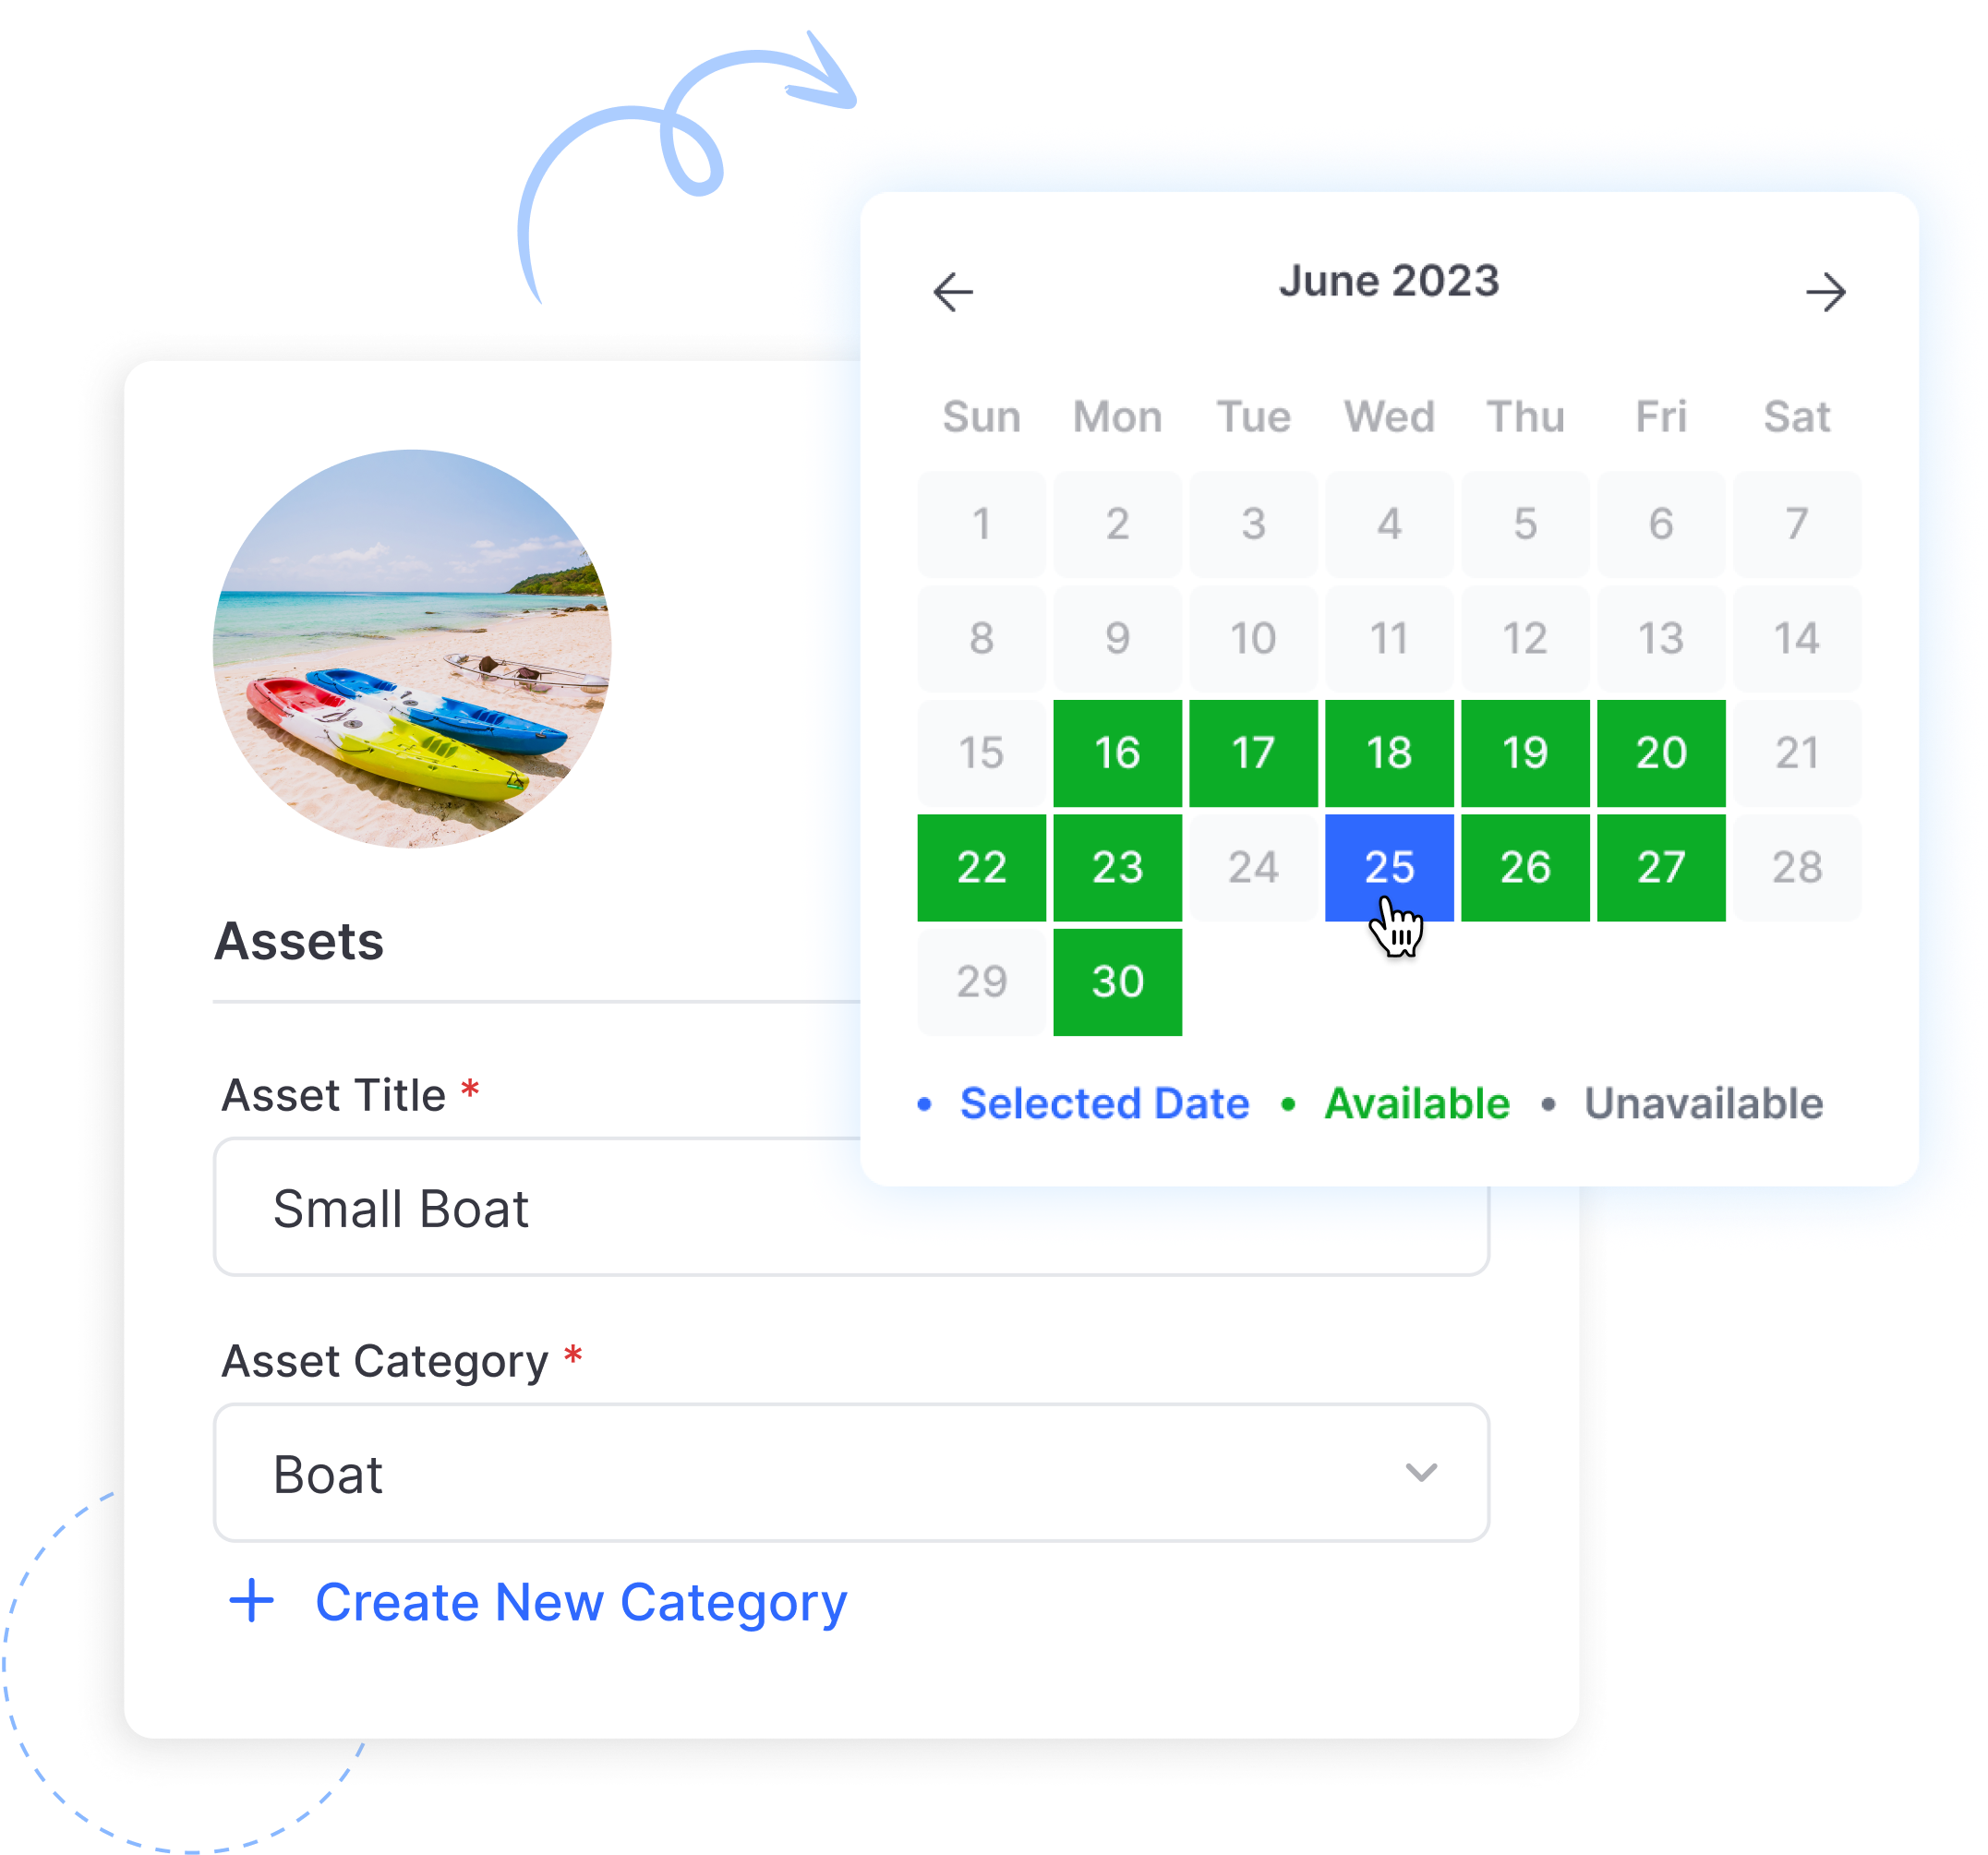 June 2023
Sun Mon Tue Wed Thu Fri Sat
1 2 3 4 5 6 7
8 9 10 11 12 13 14
15 16 17 18 19 20 21
22 23 24 25 26 27 28
29 30
• Selected Date • Available • Unavailable
Assets
Asset Title *
Small Boat
Asset Category *
Boat
+ Create New Category